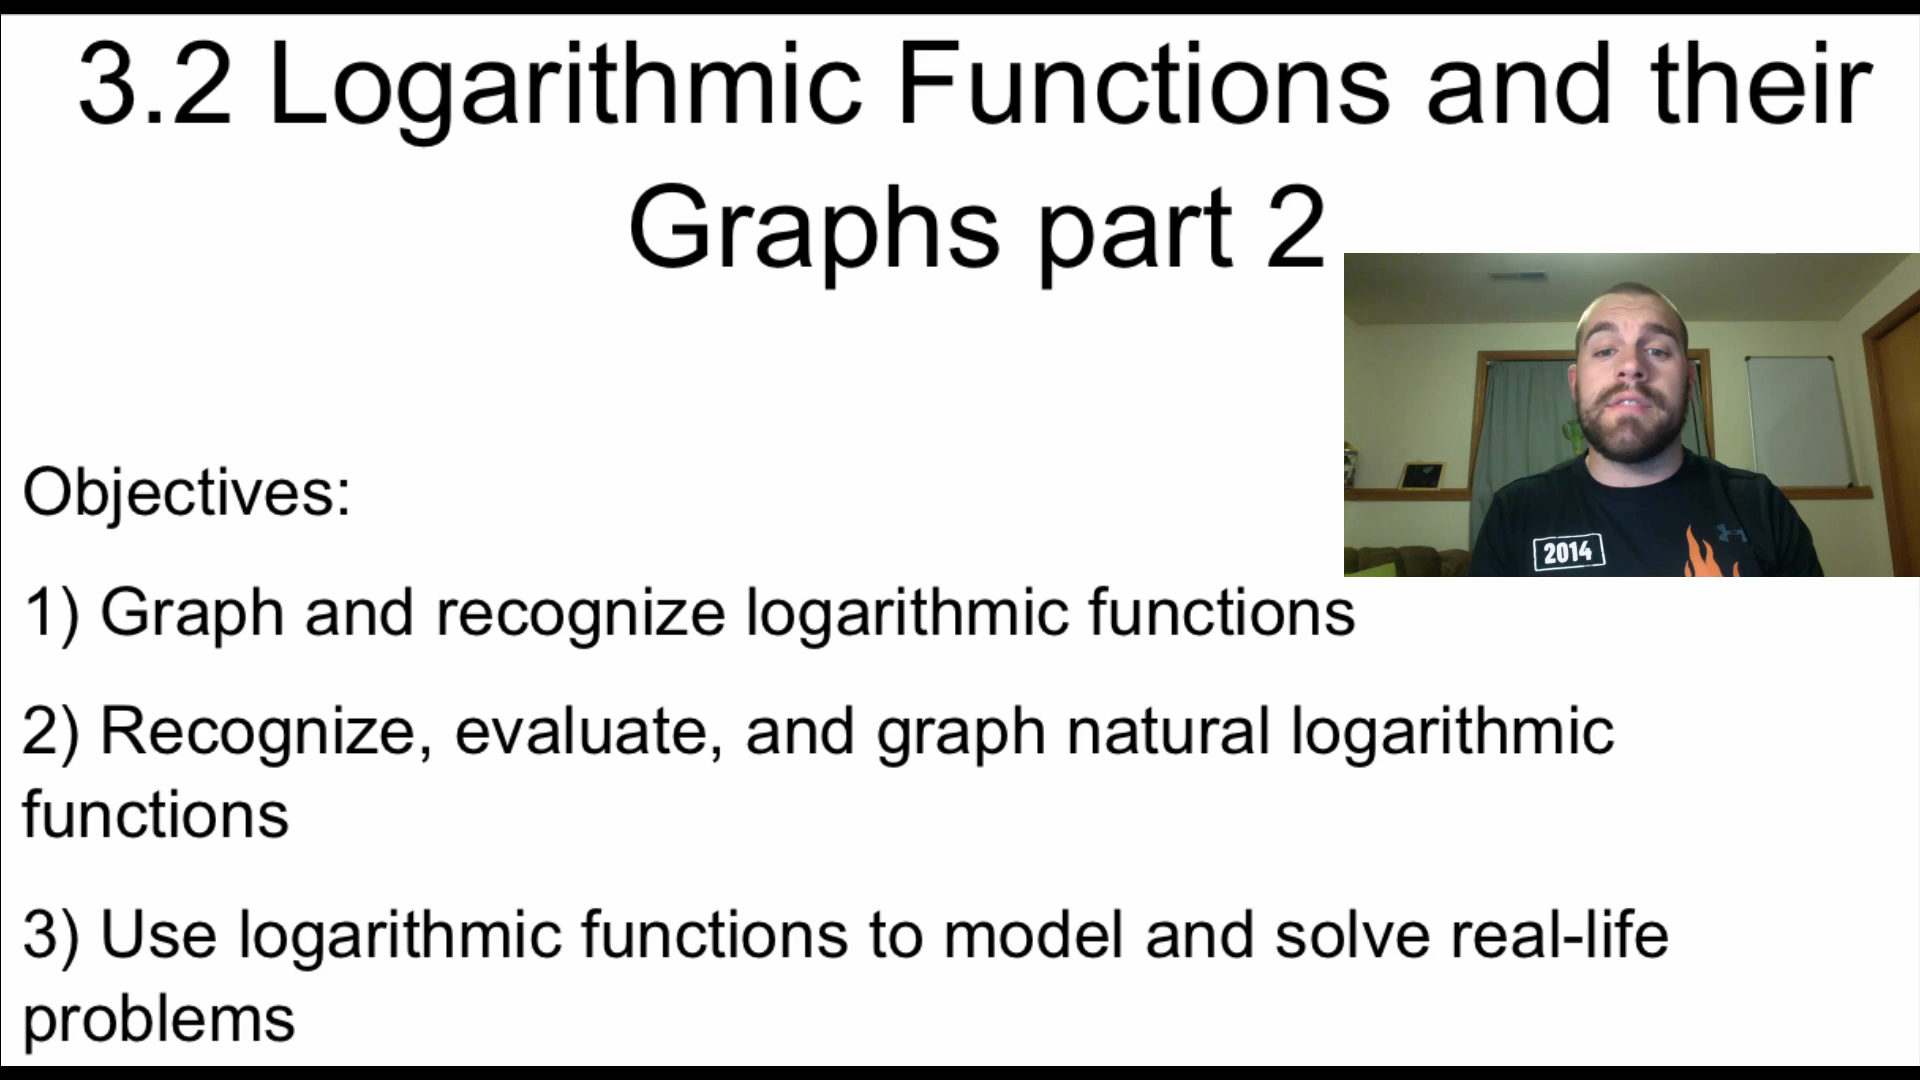 3.2 Logarithmic Functions and their
Graphs part 2
Objectives:
1) Graph and recognize logarithmic functions
2) Recognize, evaluate, and graph natural logarithmic
functions
3) Use logarithmic functions to model and solve real-life
problems
2014